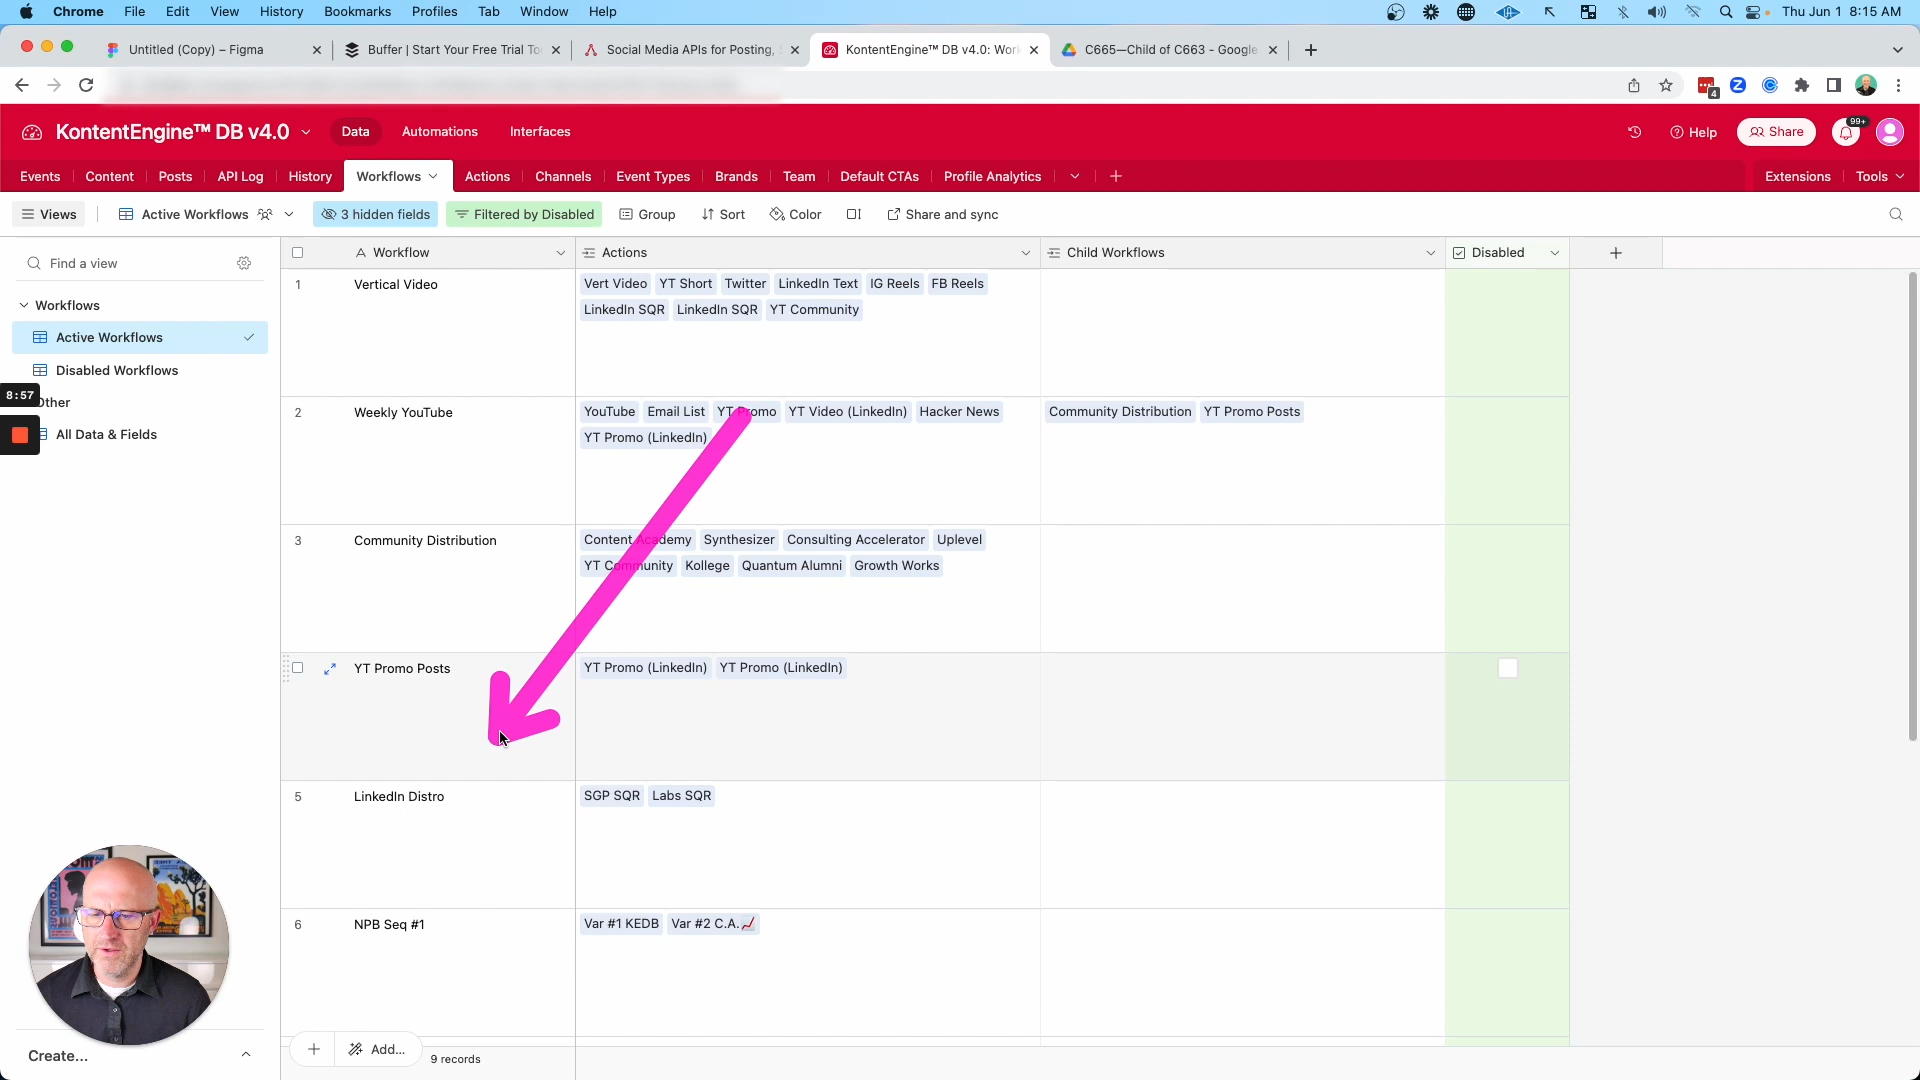 Chrome File Edit View History Bookmarks Profiles Tab Window Help Thu Jun 1 8:15 AM
Untitled (Copy) – Figma Buffer | Start Your Free Trial To Social Media APIs for Posting, KontentEngine™ DB v4.0: Wor C665—Child of C663 - Google
4
KontentEngine™ DB v4.0 Data Automations Interfaces Help Share 99+
Events Content Posts API Log History Workflows Actions Channels Event Types Brands Team Default CTAs Profile Analytics Extensions Tools
Views Active Workflows 3 hidden fields Filtered by Disabled Group Sort Color Share and sync
Find a view
Workflows
Active Workflows
Disabled Workflows
8:57
Other
All Data & Fields
Create...
Workflow Actions Child Workflows Disabled
1 Vertical Video Vert Video YT Short Twitter LinkedIn Text IG Reels FB Reels
LinkedIn SQR LinkedIn SQR YT Community
2 Weekly YouTube YouTube Email List YT Promo YT Video (LinkedIn) Hacker News Community Distribution YT Promo Posts
YT Promo (LinkedIn)
3 Community Distribution Content Academy Synthesizer Consulting Accelerator Uplevel
YT Community Kollege Quantum Alumni Growth Works
YT Promo Posts YT Promo (LinkedIn) YT Promo (LinkedIn)
5 LinkedIn Distro SGP SQR Labs SQR
6 NPB Seq #1 Var #1 KEDB Var #2 C.A.📈
Add... 9 records